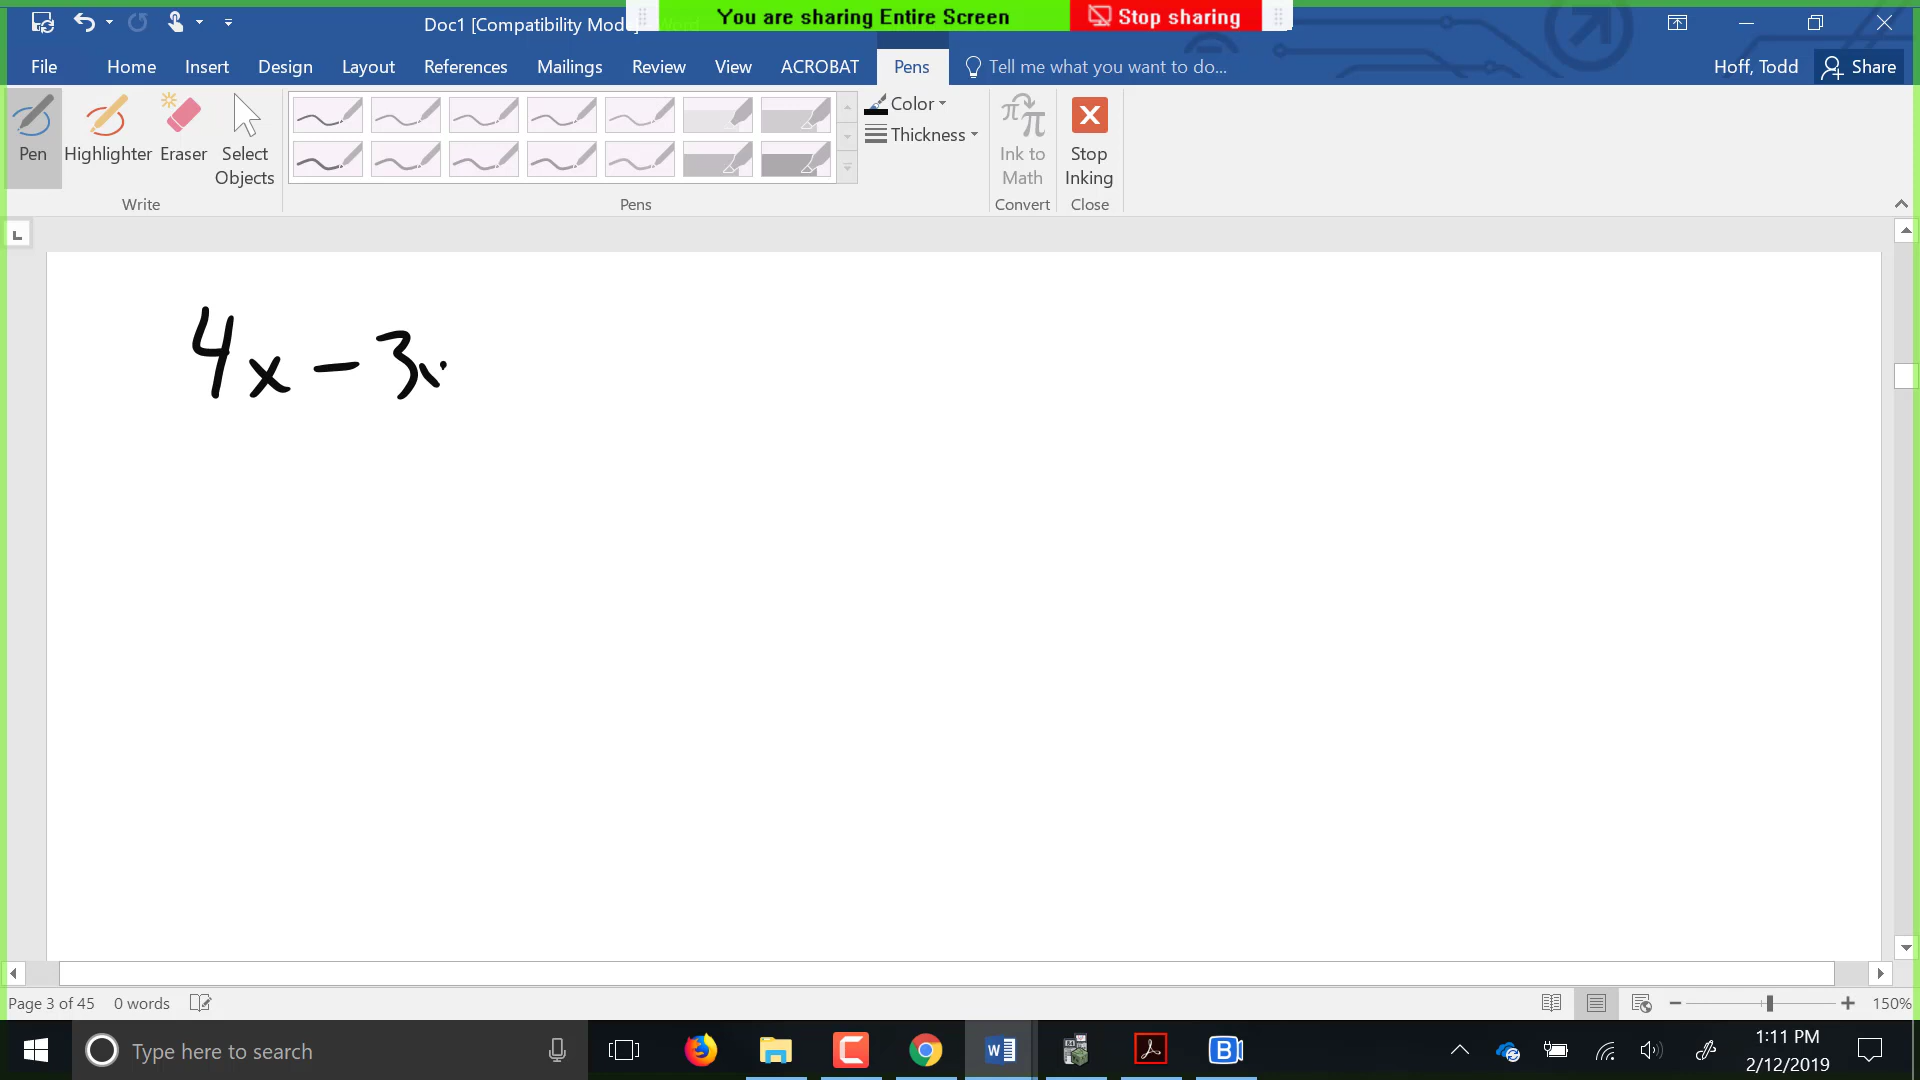 Doc1 [Compatibility Mod
You are sharing Entire Screen
Stop sharing
File Home Insert Design Layout References Mailings Review View ACROBAT Pens Tell me what you want to do... Hoff, Todd Share
Pen Highlighter Eraser Select Objects
Color
Thickness
Ink to Math
Stop Inking
Write Pens Convert Close
4x - 3x
Page 3 of 45 0 words 150%
Type here to search
1:11 PM
2/12/2019